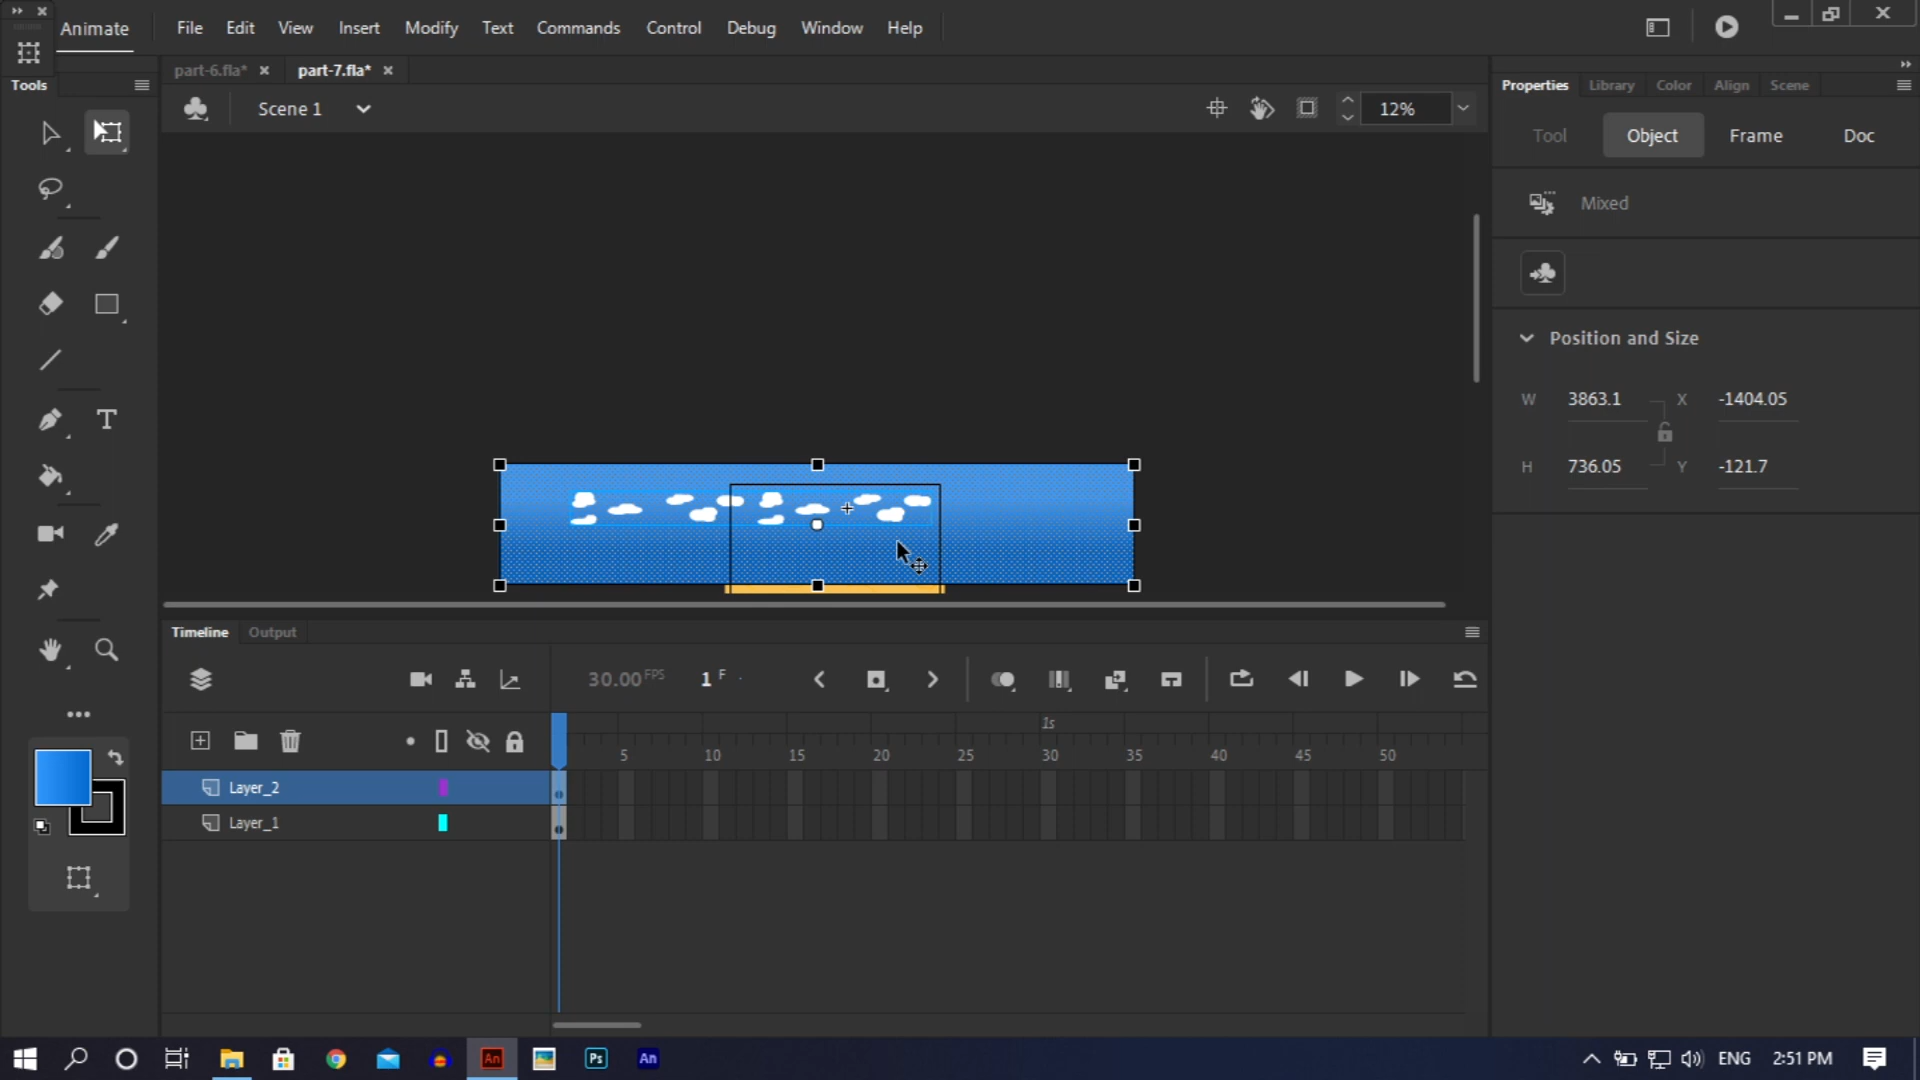 Animate File Edit View Insert Modify Text Commands Control Debug Window Help
part-6.fla* part-7.fla*
Tools
Properties Library Color Align Scene
Scene 1
12%
Tool Object Frame Doc
Mixed
Position and Size
W 3863.1 X -1404.05
H 736.05 Y -121.7
Timeline Output
30.00 FPS 1 F
1s
5 10 15 20 25 30 35 40 45 50
Layer_2
Layer_1
An Ps An ENG 2:51 PM